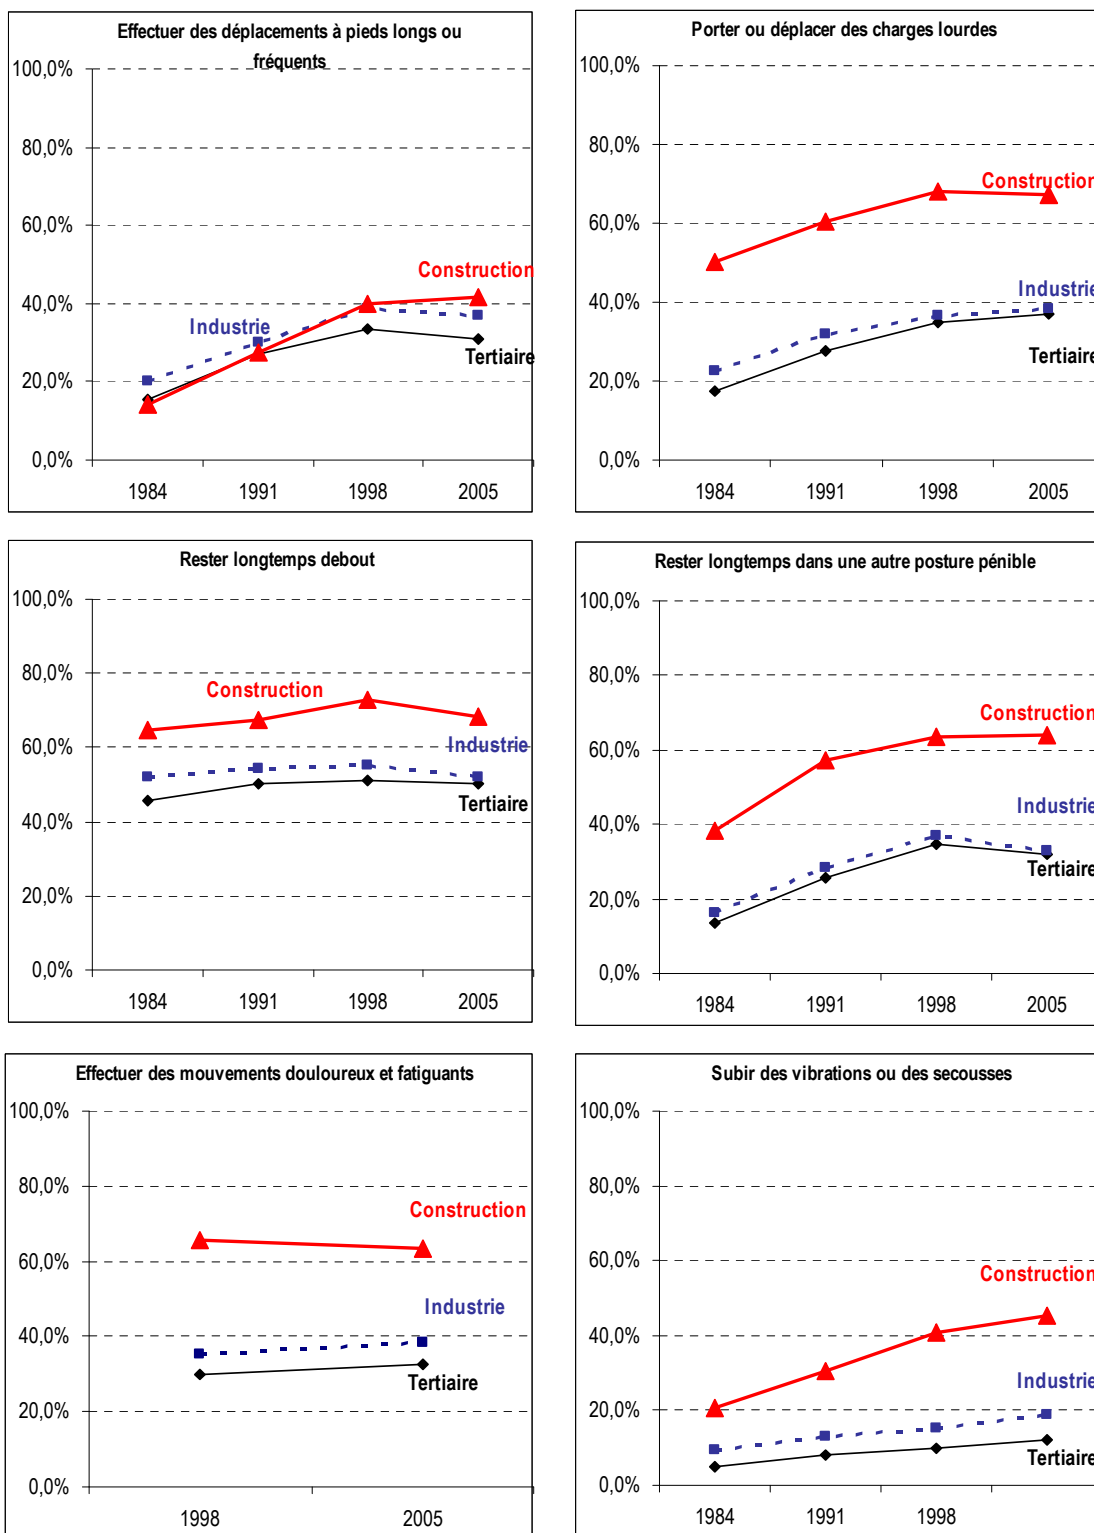 Effectuer des déplacements à pieds longs ou
fréquents
100,0%
80,0%
60,0%
40,0%
20,0%
0,0%
Construction
Industrie
Tertiaire
1984 1991 1998 2005
Porter ou déplacer des charges lourdes
100,0%
80,0%
60,0%
40,0%
20,0%
0,0%
Construction
Industrie
Tertiaire
1984 1991 1998 2005
Rester longtemps debout
100,0%
80,0%
60,0%
40,0%
20,0%
0,0%
Construction
Industrie
Tertiaire
1984 1991 1998 2005
Rester longtemps dans une autre posture pénible
100,0%
80,0%
60,0%
40,0%
20,0%
0,0%
Construction
Industrie
Tertiaire
1984 1991 1998 2005
Effectuer des mouvements douloureux et fatiguants
100,0%
80,0%
60,0%
40,0%
20,0%
0,0%
Construction
Industrie
Tertiaire
1998 2005
Subir des vibrations ou des secousses
100,0%
80,0%
60,0%
40,0%
20,0%
0,0%
Construction
Industrie
Tertiaire
1984 1991 1998